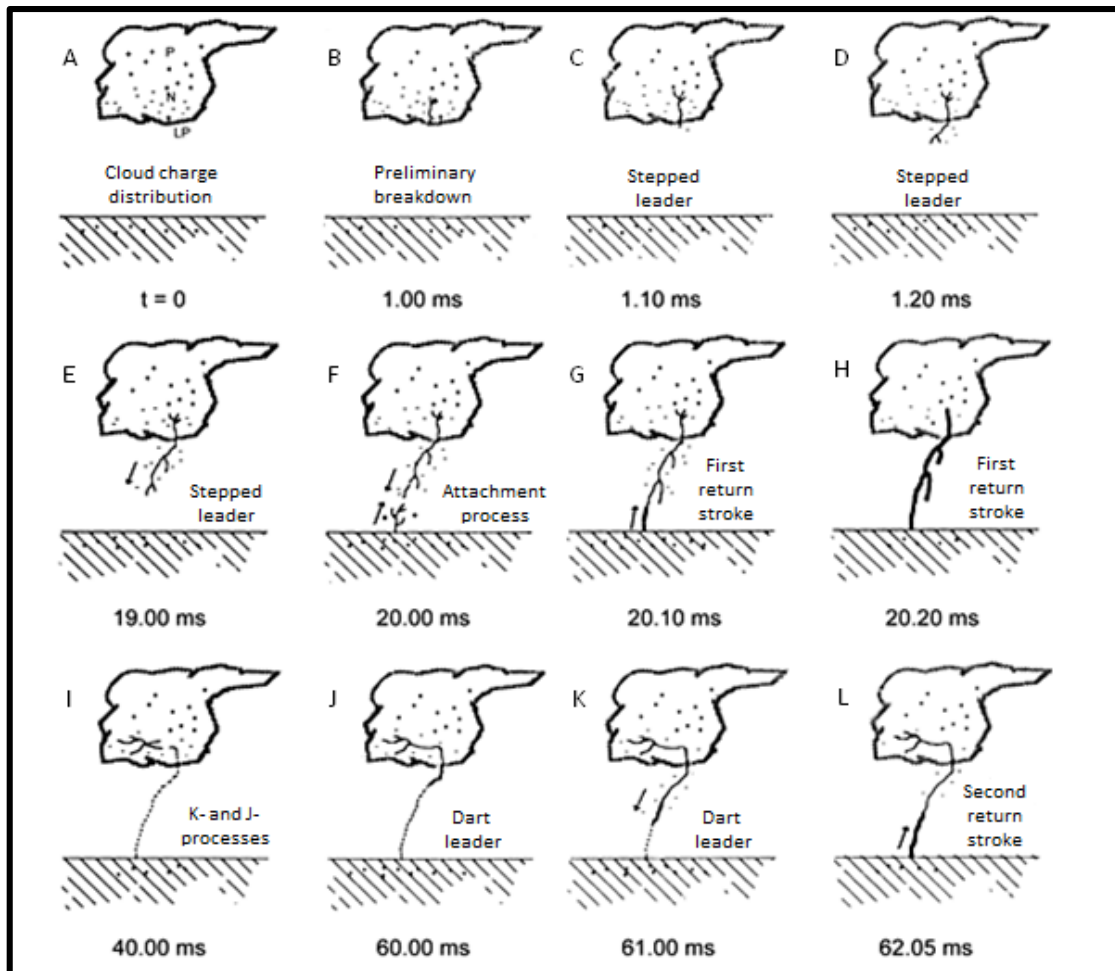 A
B
C
D
P
N
LP
Cloud charge
distribution
Preliminary
breakdown
Stepped
leader
Stepped
leader
t = 0
1.00 ms
1.10 ms
1.20 ms
E
F
G
H
Stepped
leader
Attachment
process
First
return
stroke
First
return
stroke
19.00 ms
20.00 ms
20.10 ms
20.20 ms
I
J
K
L
K- and J-
processes
Dart
leader
Dart
leader
Second
return
stroke
40.00 ms
60.00 ms
61.00 ms
62.05 ms